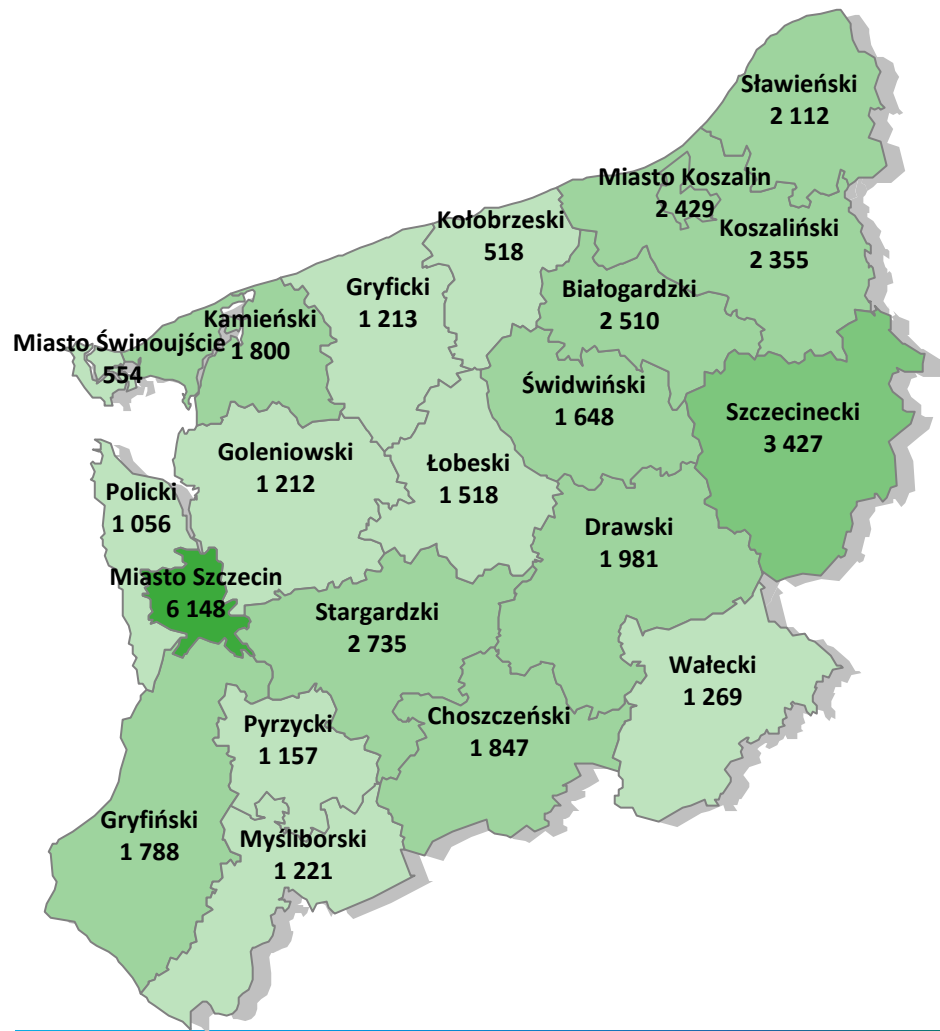 Sławieński
2 112
Miasto Koszalin
2 429
Koszaliński
2 355
Kołobrzeski
518
Białogardzki
2 510
Gryficki
1 213
Kamieński
1 800
Miasto Świnoujście
554
Świdwiński
1 648
Szczecinecki
3 427
Goleniowski
1 212
Łobeski
1 518
Policki
1 056
Drawski
1 981
Miasto Szczecin
6 148
Stargardzki
2 735
Wałecki
1 269
Choszczeński
1 847
Pyrzycki
1 157
Gryfiński
1 788
Myśliborski
1 221